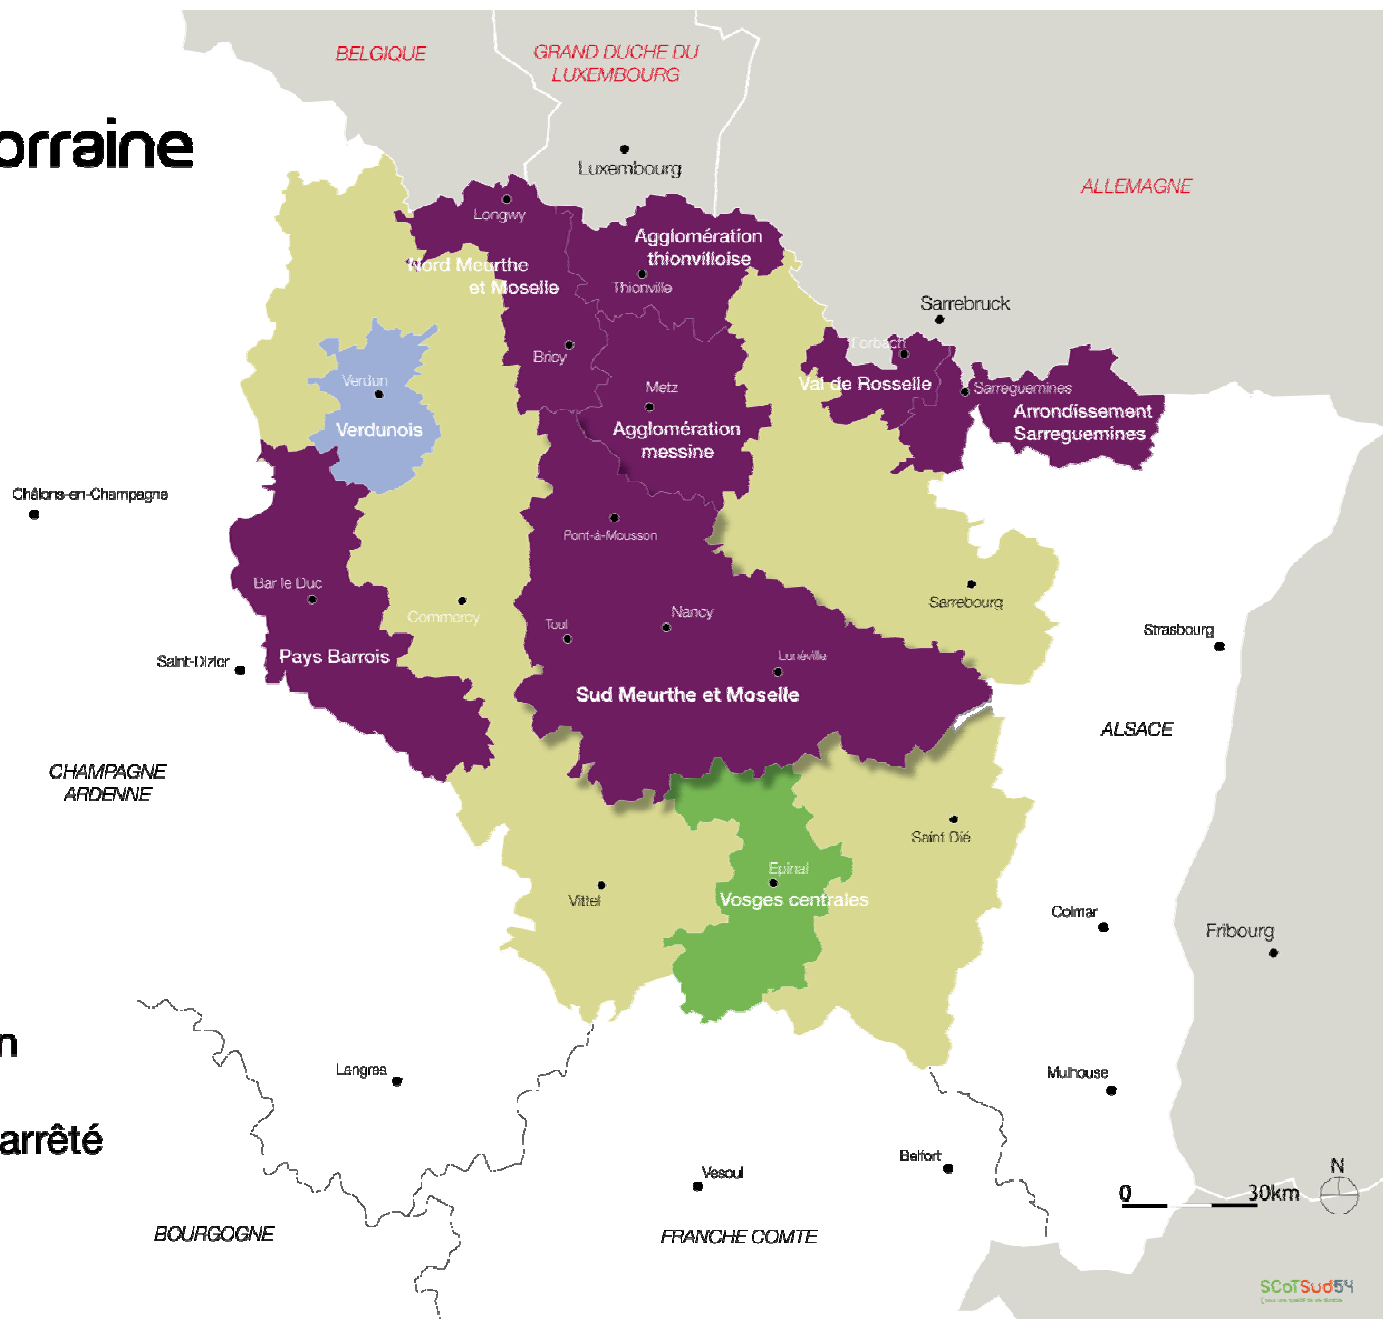 BELGIQUE
GRAND DUCHE DU
LUXEMBOURG
orraine
Luxembourg
ALLEMAGNE
Longwy
Agglomération
thionvilloise
Nord Meurthe
et Moselle
Thionville
Sarrebruck
Forbach
Briey
Verdun
Metz
Val de Rosselle
Sarreguemines
Arrondissement
Sarreguemines
Verdunois
Agglomération
messine
Châlons-en-Champagne
Pont-à-Mousson
Bar le Duc
Commercy
Toul
Nancy
Sarrebourg
Strasbourg
Saint-Dizier
Pays Barrois
Lunéville
Sud Meurthe et Moselle
ALSACE
CHAMPAGNE
ARDENNE
Saint Dié
Epinal
Vittel
Vosges centrales
Colmar
Fribourg
n
Langres
Mulhouse
arrêté
Belfort
Vesoul
N
0
30km
BOURGOGNE
FRANCHE COMTE
SCoTSud54